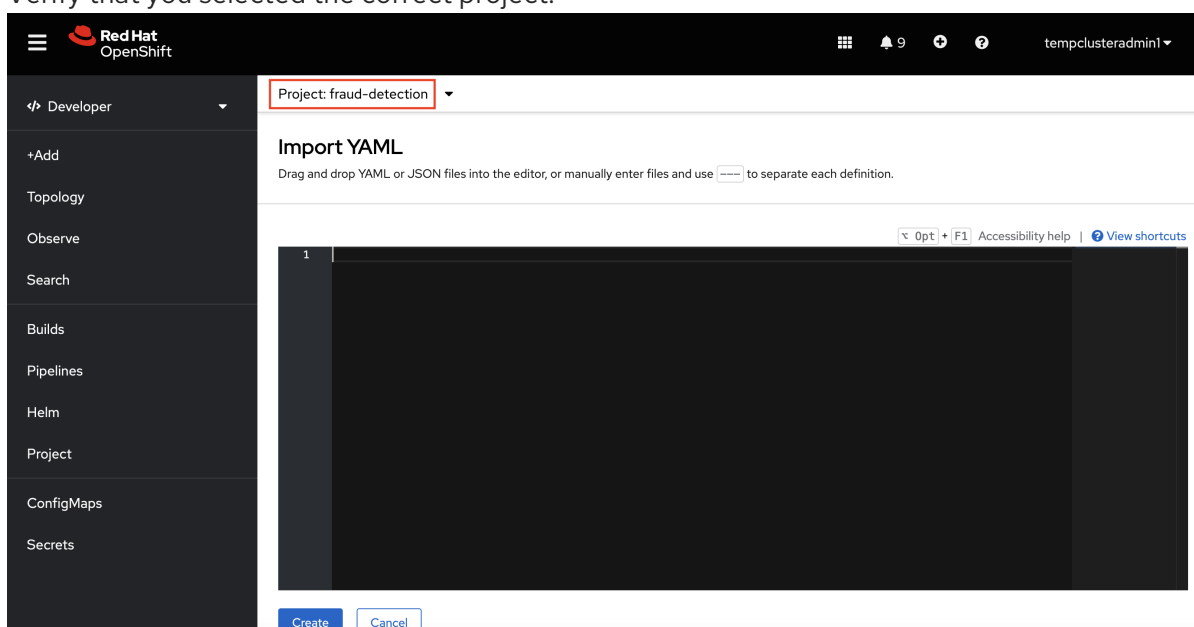 Verify that you selected the correct project.
Red Hat
OpenShift
9
tempclusteradmin1
Developer
Project: fraud-detection
+Add
Topology
Observe
Search
Builds
Pipelines
Helm
Project
ConfigMaps
Secrets
Import YAML
Drag and drop YAML or JSON files into the editor, or manually enter files and use --- to separate each definition.
⌥ Opt + F1 Accessibility help | View shortcuts
1
Create Cancel